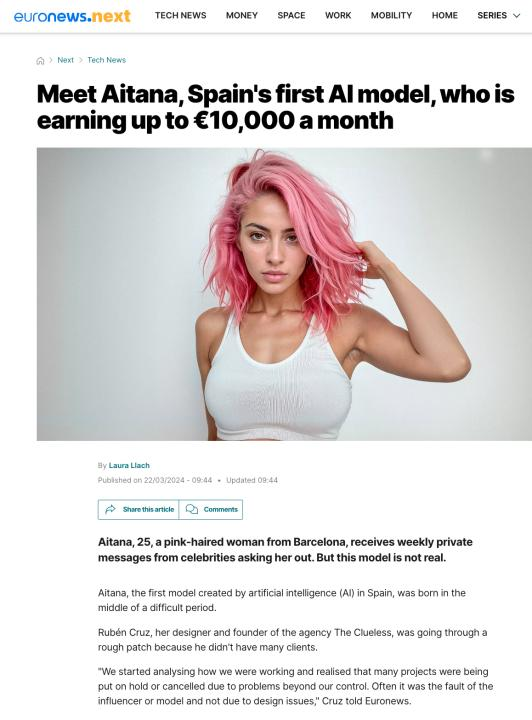 euronews.next
TECH NEWS MONEY SPACE WORK MOBILITY HOME SERIES
Next > Tech News
Meet Aitana, Spain's first AI model, who is
earning up to €10,000 a month
By Laura Llach
Published on 22/03/2024 - 09:44 • Updated 09:44
Share this article Comments
Aitana, 25, a pink-haired woman from Barcelona, receives weekly private
messages from celebrities asking her out. But this model is not real.
Aitana, the first model created by artificial intelligence (AI) in Spain, was born in the
middle of a difficult period.
Rubén Cruz, her designer and founder of the agency The Clueless, was going through a
rough patch because he didn't have many clients.
"We started analysing how we were working and realised that many projects were being
put on hold or cancelled due to problems beyond our control. Often it was the fault of the
influencer or model and not due to design issues," Cruz told Euronews.